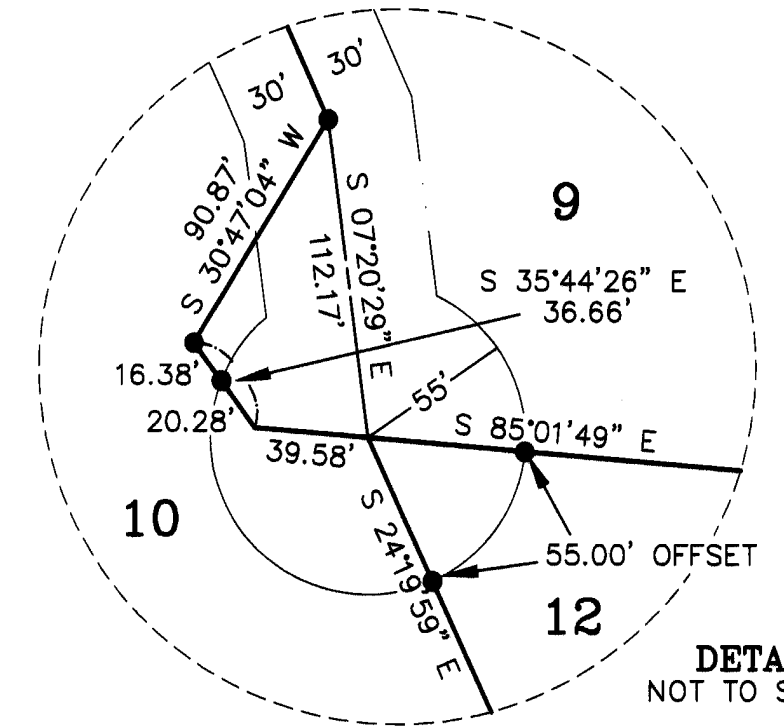 30'
30'
9
90.87'
S 30°47'04" W
S 07°20'29" E
112.17'
S 35°44'26" E
36.66'
16.38'
20.28'
55'
39.58'
S 85°01'49" E
10
S 24°19'59" E
55.00' OFFSET
12
DETA
NOT TO S